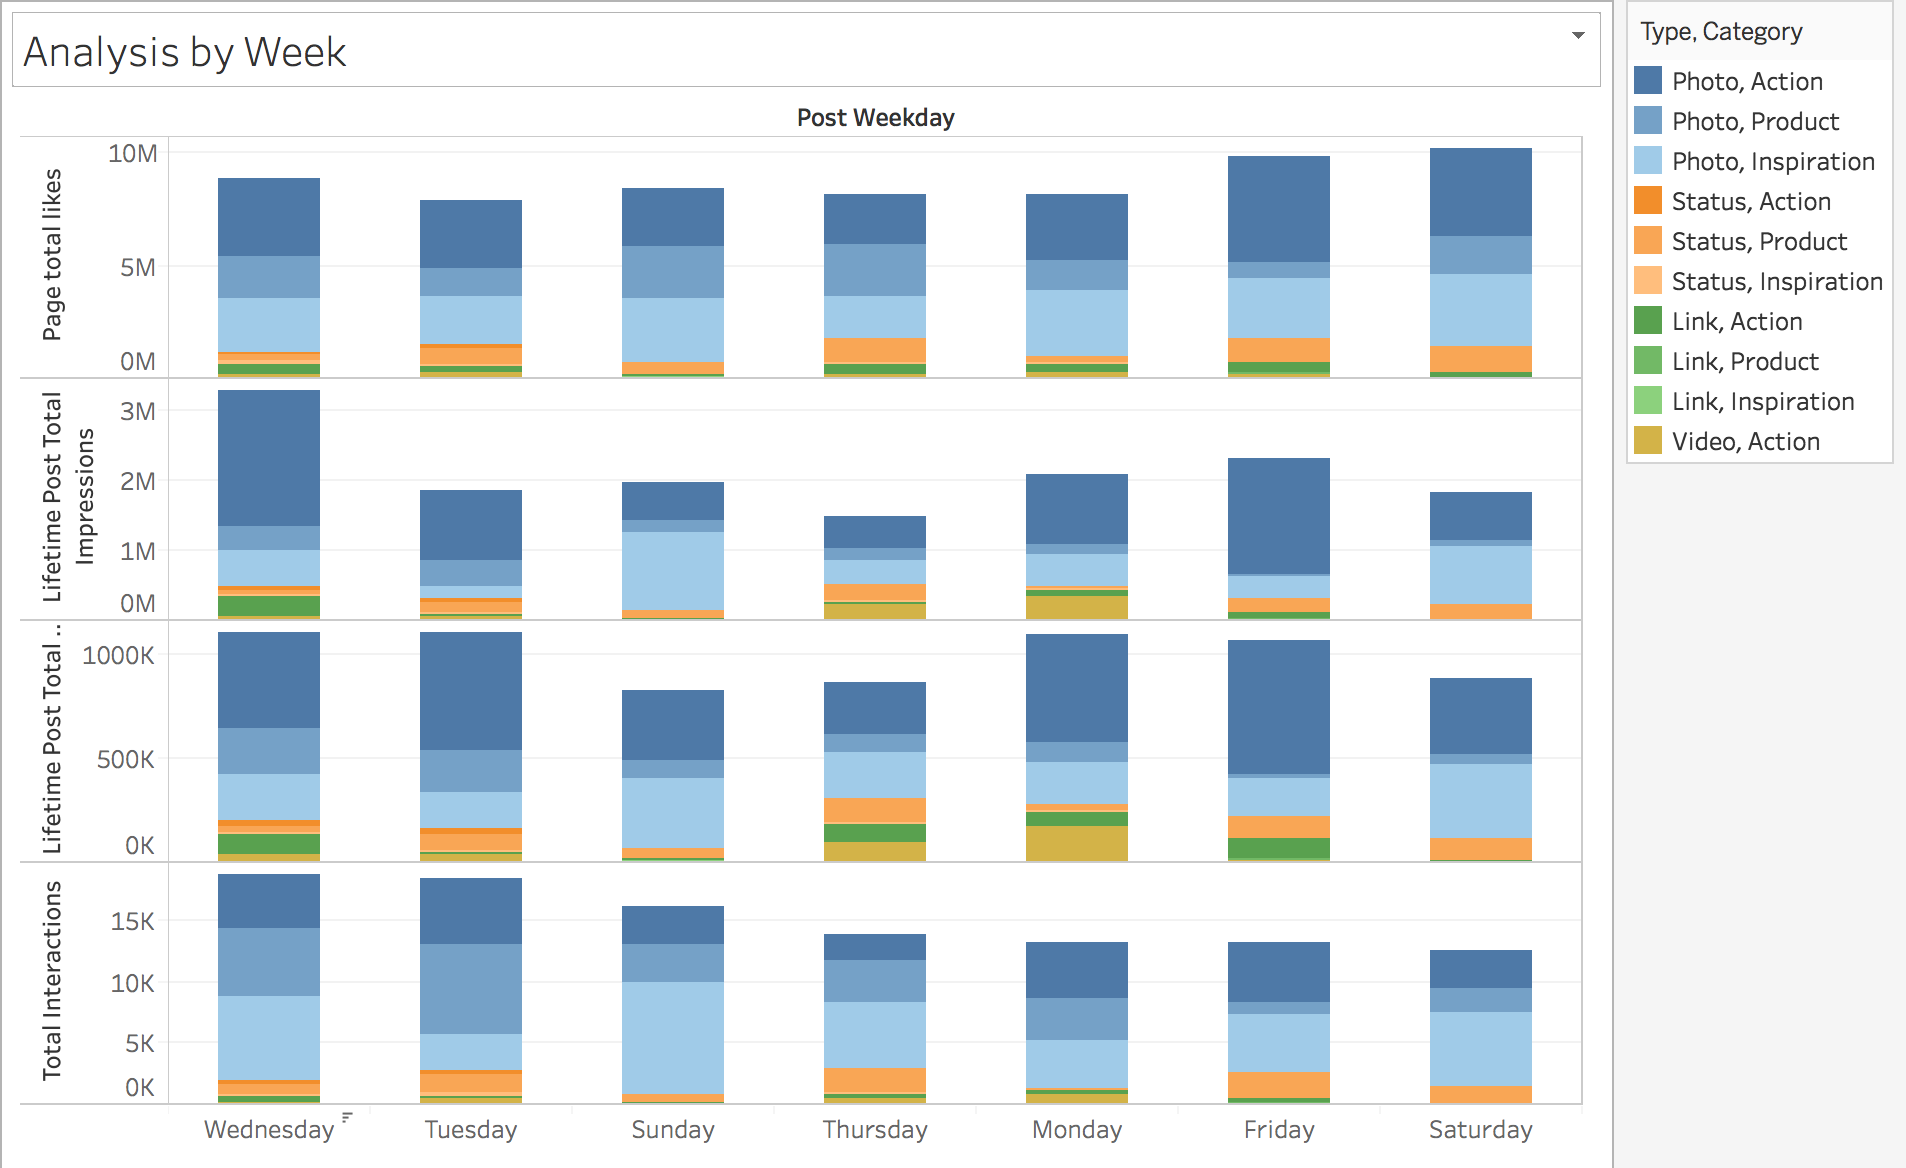 Analysis by Week
Post Weekday
Page total likes
10M
5M
0M
Lifetime Post Total
Impressions
3M
2M
1M
0M
Lifetime Post Total ..
1000K
500K
0K
Total Interactions
15K
10K
5K
0K
Wednesday
Tuesday
Sunday
Thursday
Monday
Friday
Saturday
Type, Category
Photo, Action
Photo, Product
Photo, Inspiration
Status, Action
Status, Product
Status, Inspiration
Link, Action
Link, Product
Link, Inspiration
Video, Action